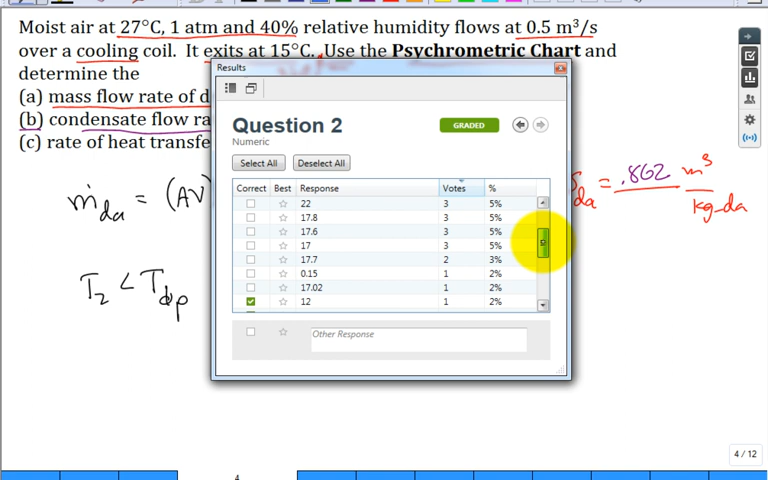 Moist air at 27°C, 1 atm and 40% relative humidity flows at 0.5 m³/s
over a cooling coil. It exits at 15°C. Use the Psychrometric Chart and
determine the
(a) mass flow rate of d
(b) condensate flow ra
(c) rate of heat transfe
Results
Question 2
GRADED
Numeric
Select All
Deselect All
Correct Best Response Votes %
22 3 5%
17.8 3 5%
17.6 3 5%
17 3 5%
17.7 2 3%
0.15 1 2%
17.02 1 2%
12 1 2%
Other Response
ṁda = (AV)
da = .862 m³/kg-da
T2 < Tdp
4 / 12
4